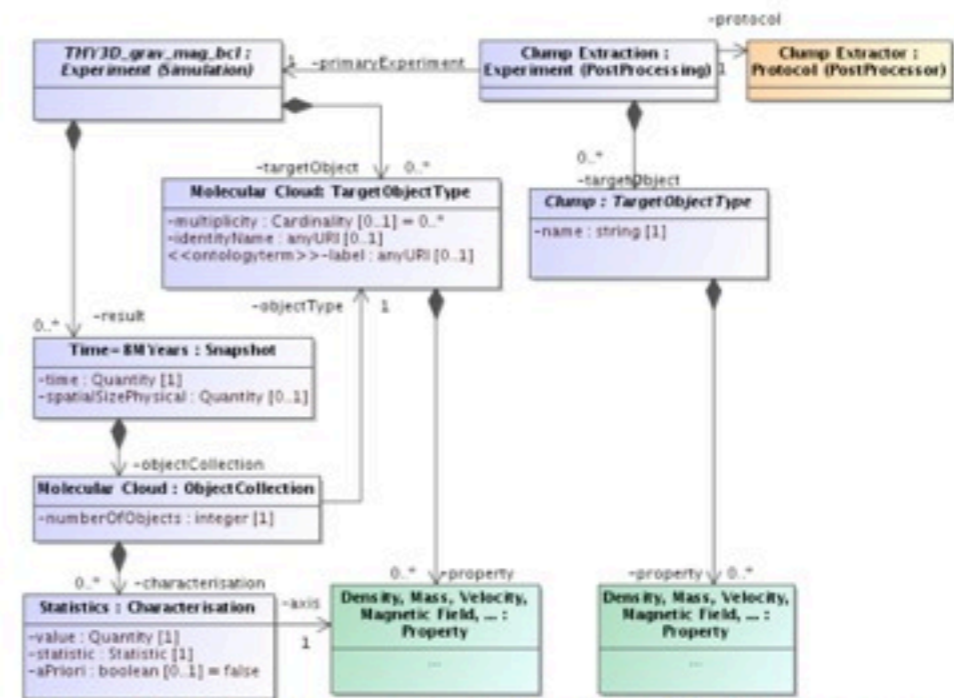 -protocol
THY3D_grav_mag_bcl :
Experiment (Simulation)
1
-primaryExperiment
Clump Extraction :
Experiment (PostProcessing)
1
Clump Extractor :
Protocol (PostProcessor)
-targetObject 0..*
0..*
-targetObject
Molecular Cloud: TargetObjectType
-multiplicity : Cardinality [0..1] = 0..*
-identityName : anyURI [0..1]
<<ontologyterm>>-label : anyURI [0..1]
Clump : TargetObjectType
-name : string [1]
-objectType 1
0..* -result
Time=8MYears : Snapshot
-time : Quantity [1]
-spatialSizePhysical : Quantity [0..1]
-objectCollection
Molecular Cloud : ObjectCollection
-numberOfObjects : integer [1]
0..* -characterisation
0..* -property
-property 0..*
Statistics : Characterisation
-value : Quantity [1]
-statistic : Statistic [1]
-aPriori : boolean [0..1] = false
-axis
1
Density, Mass, Velocity,
Magnetic Field, ... :
Property
...
Density, Mass, Velocity,
Magnetic Field, ... :
Property
...